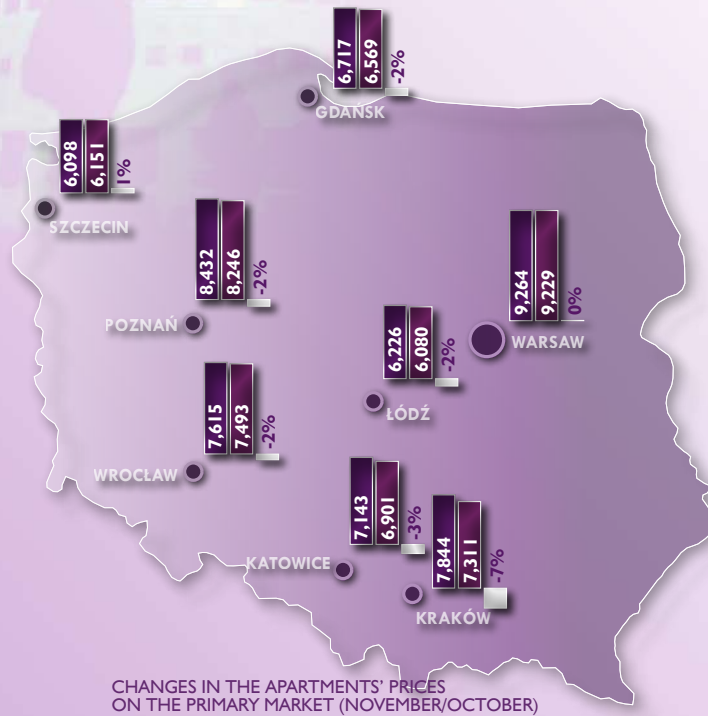 6,717 6,569 -2%
GDAŃSK
6,098 6,151 1%
SZCZECIN
8,432 8,246 -2%
POZNAŃ
9,264 9,229 0%
WARSAW
6,226 6,080 -2%
ŁÓDŹ
7,615 7,493 -2%
WROCŁAW
7,143 6,901 -3%
KATOWICE
7,844 7,311 -7%
KRAKÓW
CHANGES IN THE APARTMENTS' PRICES
ON THE PRIMARY MARKET (NOVEMBER/OCTOBER)